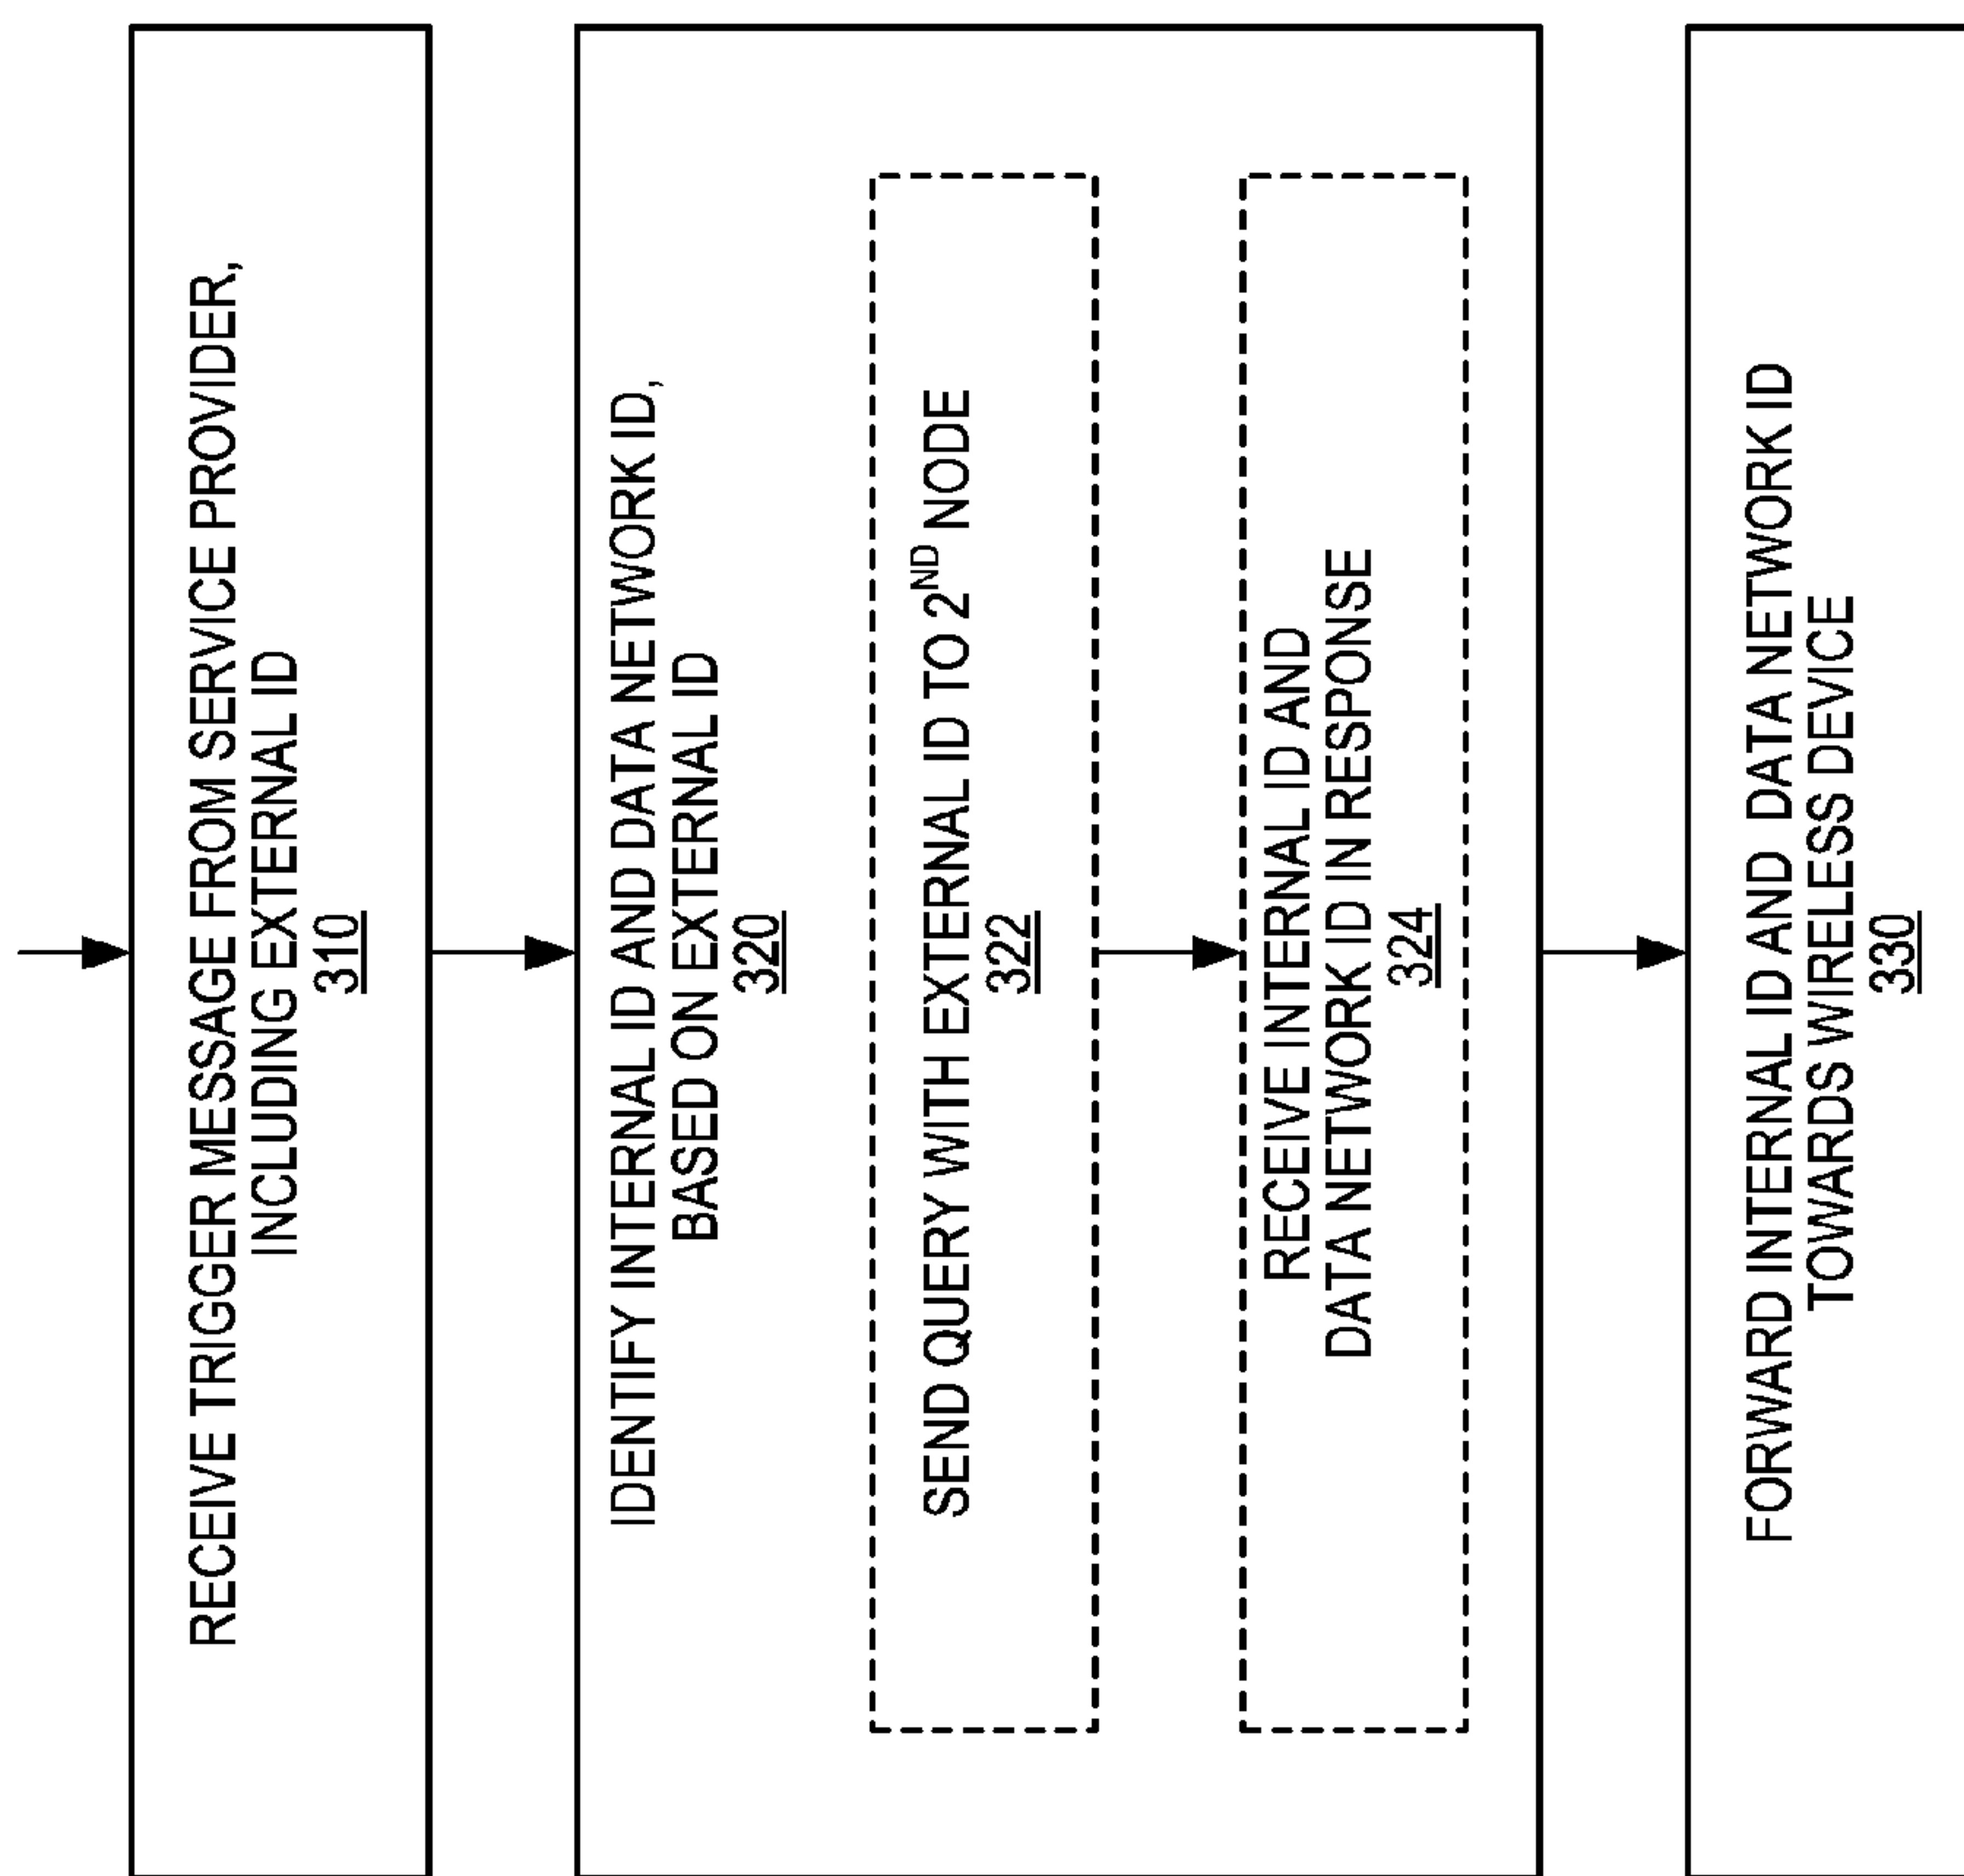 RECEIVE TRIGGER MESSAGE FROM SERVICE PROVIDER,
INCLUDING EXTERNAL ID
310
IDENTIFY INTERNAL ID AND DATA NETWORK ID,
BASED ON EXTERNAL ID
320
SEND QUERY WITH EXTERNAL ID TO 2ND NODE
322
RECEIVE INTERNAL ID AND
DATA NETWORK ID IN RESPONSE
324
FORWARD INTERNAL ID AND DATA NETWORK ID
TOWARDS WIRELESS DEVICE
330